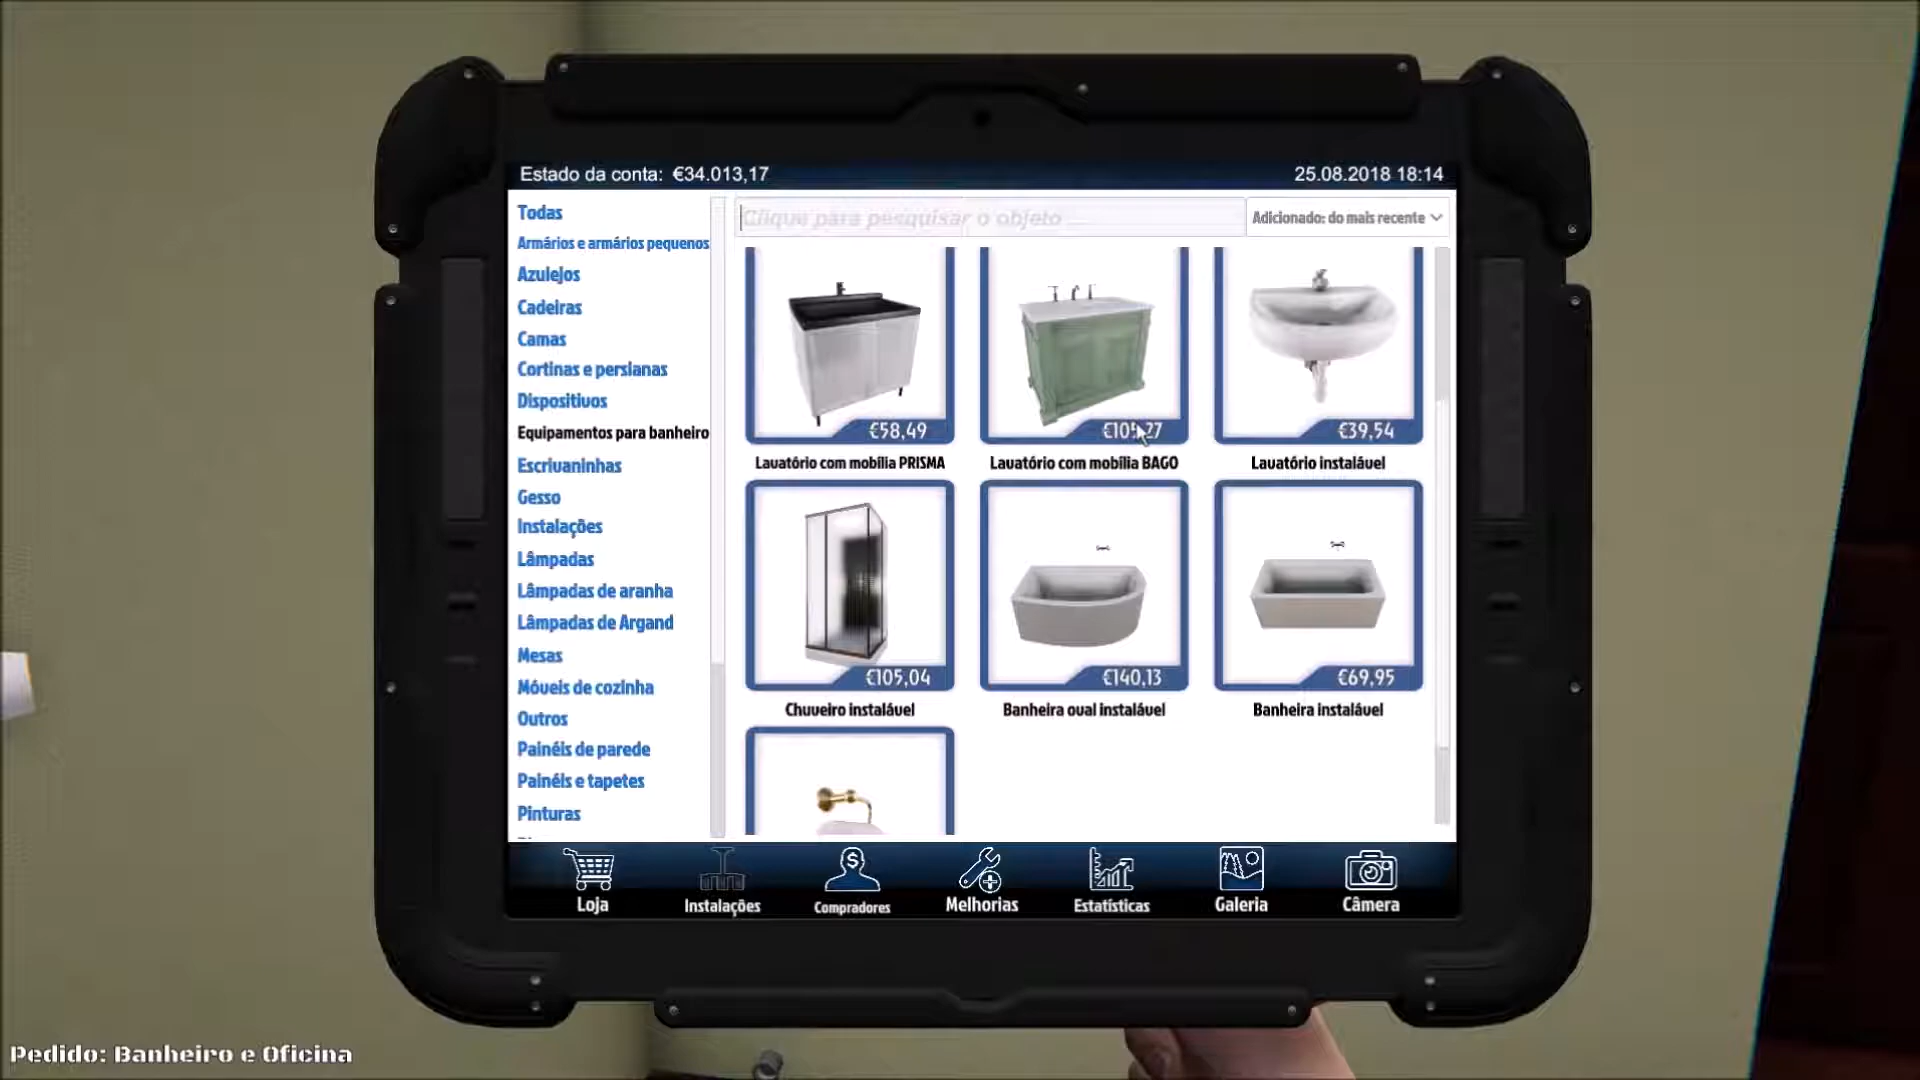 Estado da conta: €34.013,17
25.08.2018 18:14
Todas
Armários e armários pequenos
Azulejos
Cadeiras
Camas
Cortinas e persianas
Dispositivos
Equipamentos para banheiro
Escrivaninhas
Gesso
Instalações
Lâmpadas
Lâmpadas de aranha
Lâmpadas de Argand
Mesas
Móveis de cozinha
Outros
Painéis de parede
Painéis e tapetes
Pinturas
Clique para pesquisar o objeto
Adicionado: do mais recente
€58,49
€39,54
Lavatório com mobília PRISMA
Lavatório com mobília BAGO
Lavatório instalável
€105,04
€140,13
€69,95
Chuveiro instalável
Banheira oval instalável
Banheira instalável
Loja
Instalações
Compradores
Melhorias
Estatísticas
Galeria
Câmera
Pedido: Banheiro e Oficina